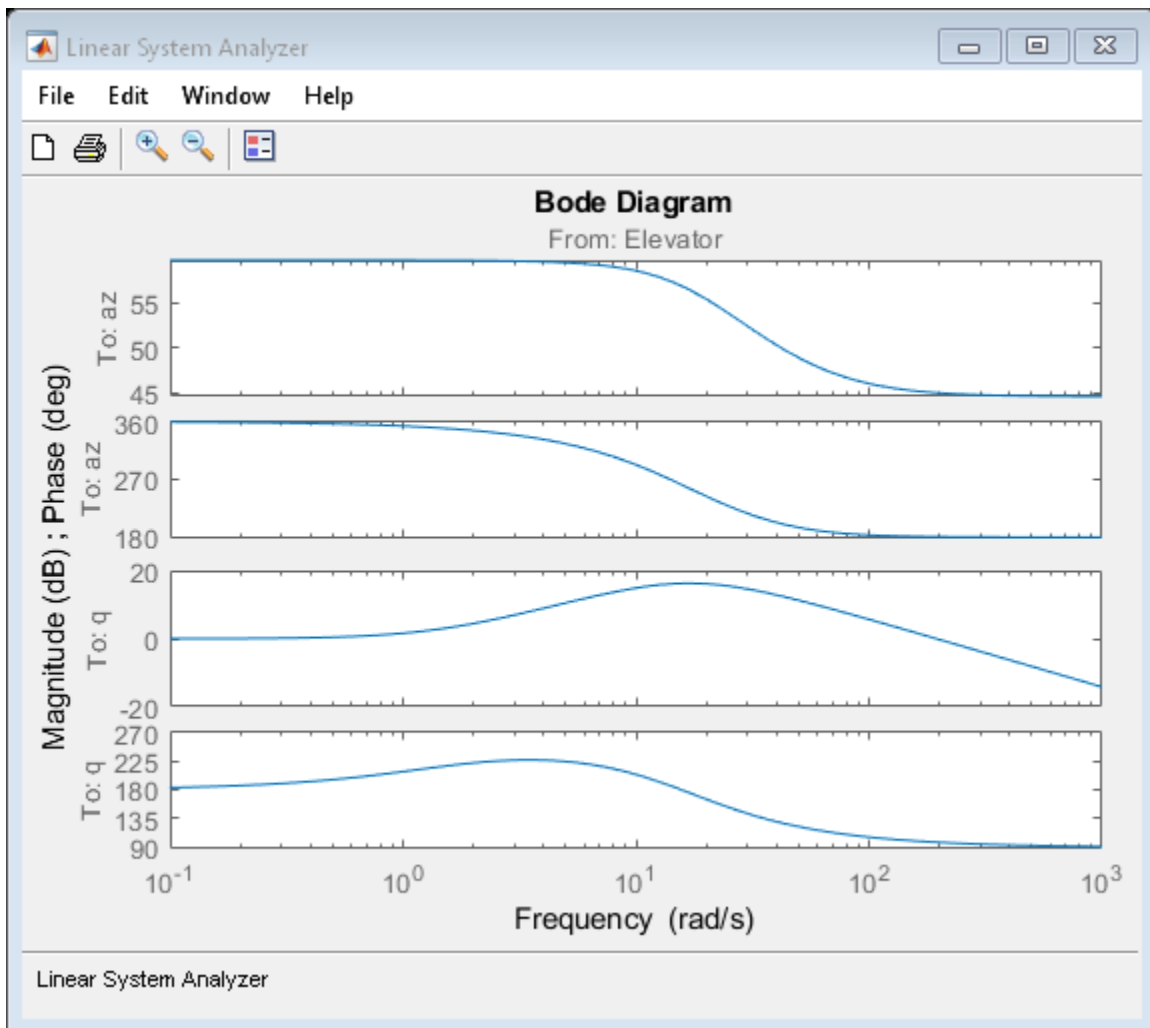 Linear System Analyzer
File Edit Window Help
Bode Diagram
From: Elevator
Magnitude (dB) ; Phase (deg)
To: az
55
50
45
To: az
360
270
180
To: q
20
0
-20
To: q
270
225
180
135
90
10^-1 10^0 10^1 10^2 10^3
Frequency (rad/s)
Linear System Analyzer